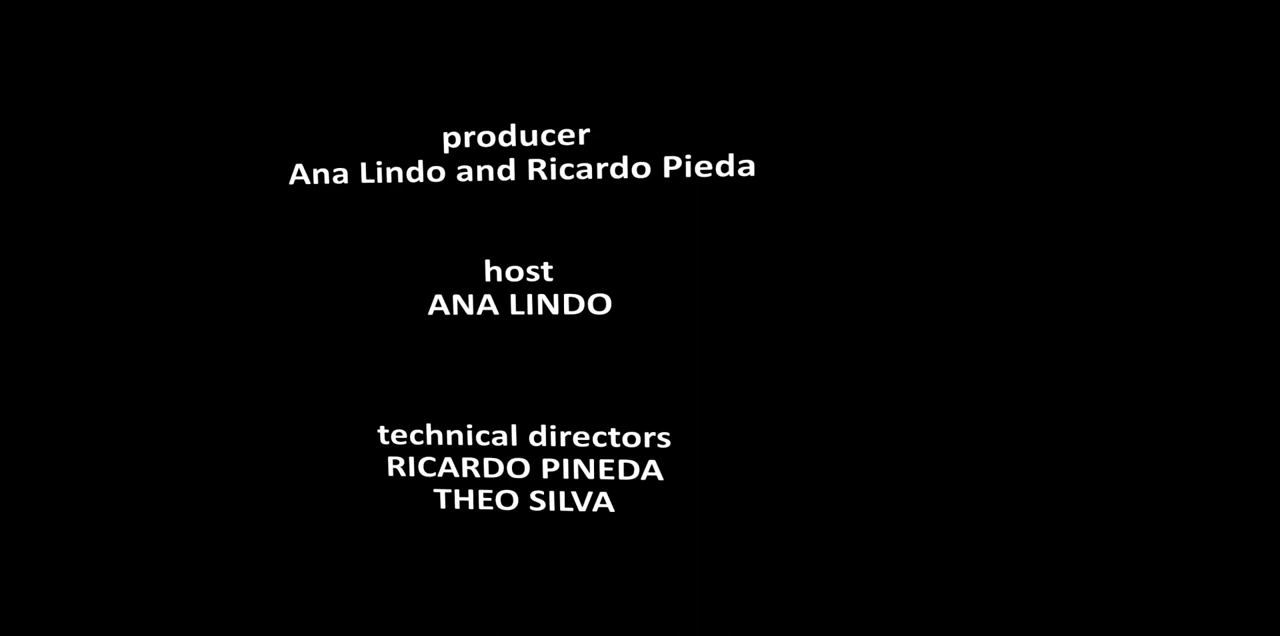 producer
Ana Lindo and Ricardo Pieda
host
ANA LINDO
technical directors
RICARDO PINEDA
THEO SILVA